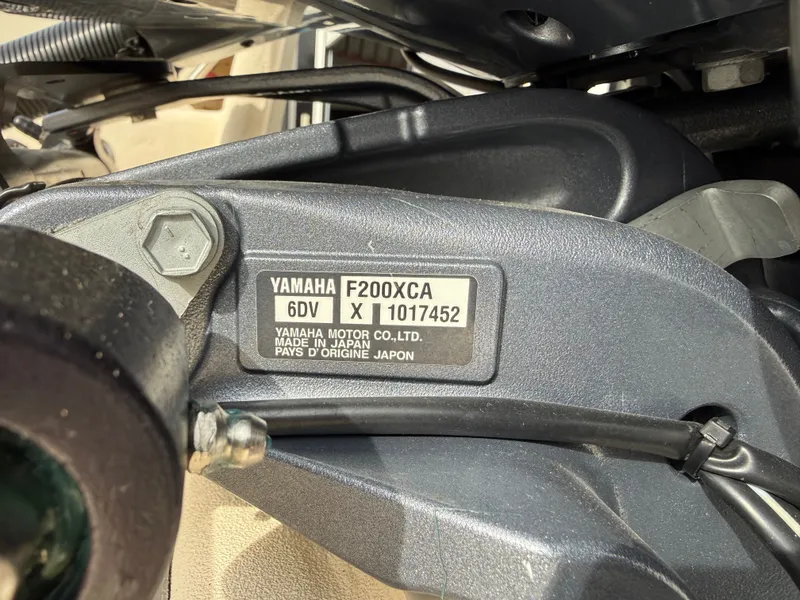 YAMAHA F200XCA
6DV X 1017452
YAMAHA MOTOR CO.,LTD.
MADE IN JAPAN
PAYS D'ORIGINE JAPON